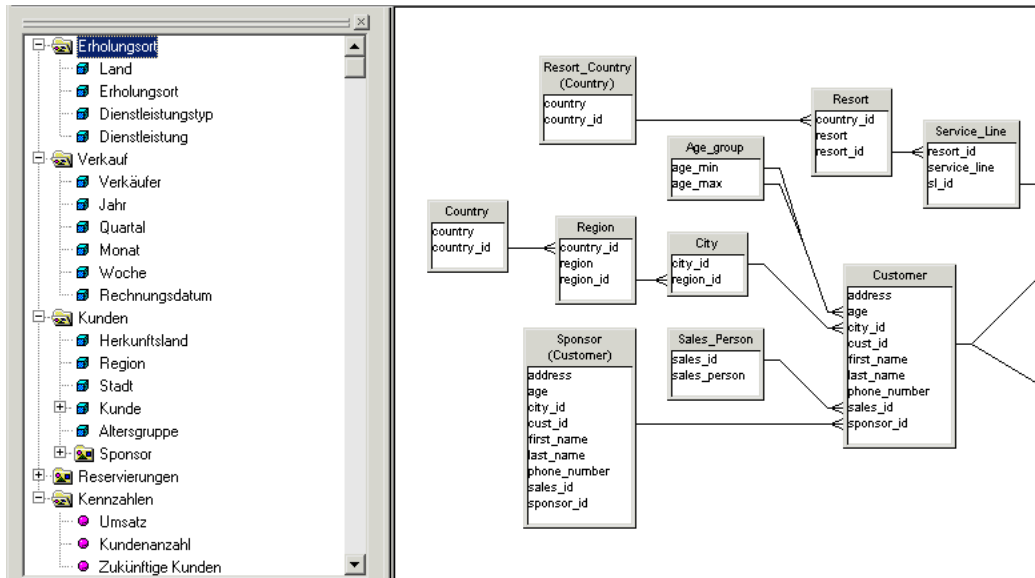 Erholungsort
Land
Erholungsort
Dienstleistungstyp
Dienstleistung
Verkauf
Verkäufer
Jahr
Quartal
Monat
Woche
Rechnungsdatum
Kunden
Herkunftsland
Region
Stadt
Kunde
Altersgruppe
Sponsor
Reservierungen
Kennzahlen
Umsatz
Kundenanzahl
Zukünftige Kunden
Resort_Country
(Country)
country
country_id
Resort
country_id
resort
resort_id
Service_Line
resort_id
service_line
sl_id
Age_group
age_min
age_max
Country
country
country_id
Region
country_id
region
region_id
City
city_id
region_id
Customer
address
age
city_id
cust_id
first_name
last_name
phone_number
sales_id
sponsor_id
Sponsor
(Customer)
address
age
city_id
cust_id
first_name
last_name
phone_number
sales_id
sponsor_id
Sales_Person
sales_id
sales_person